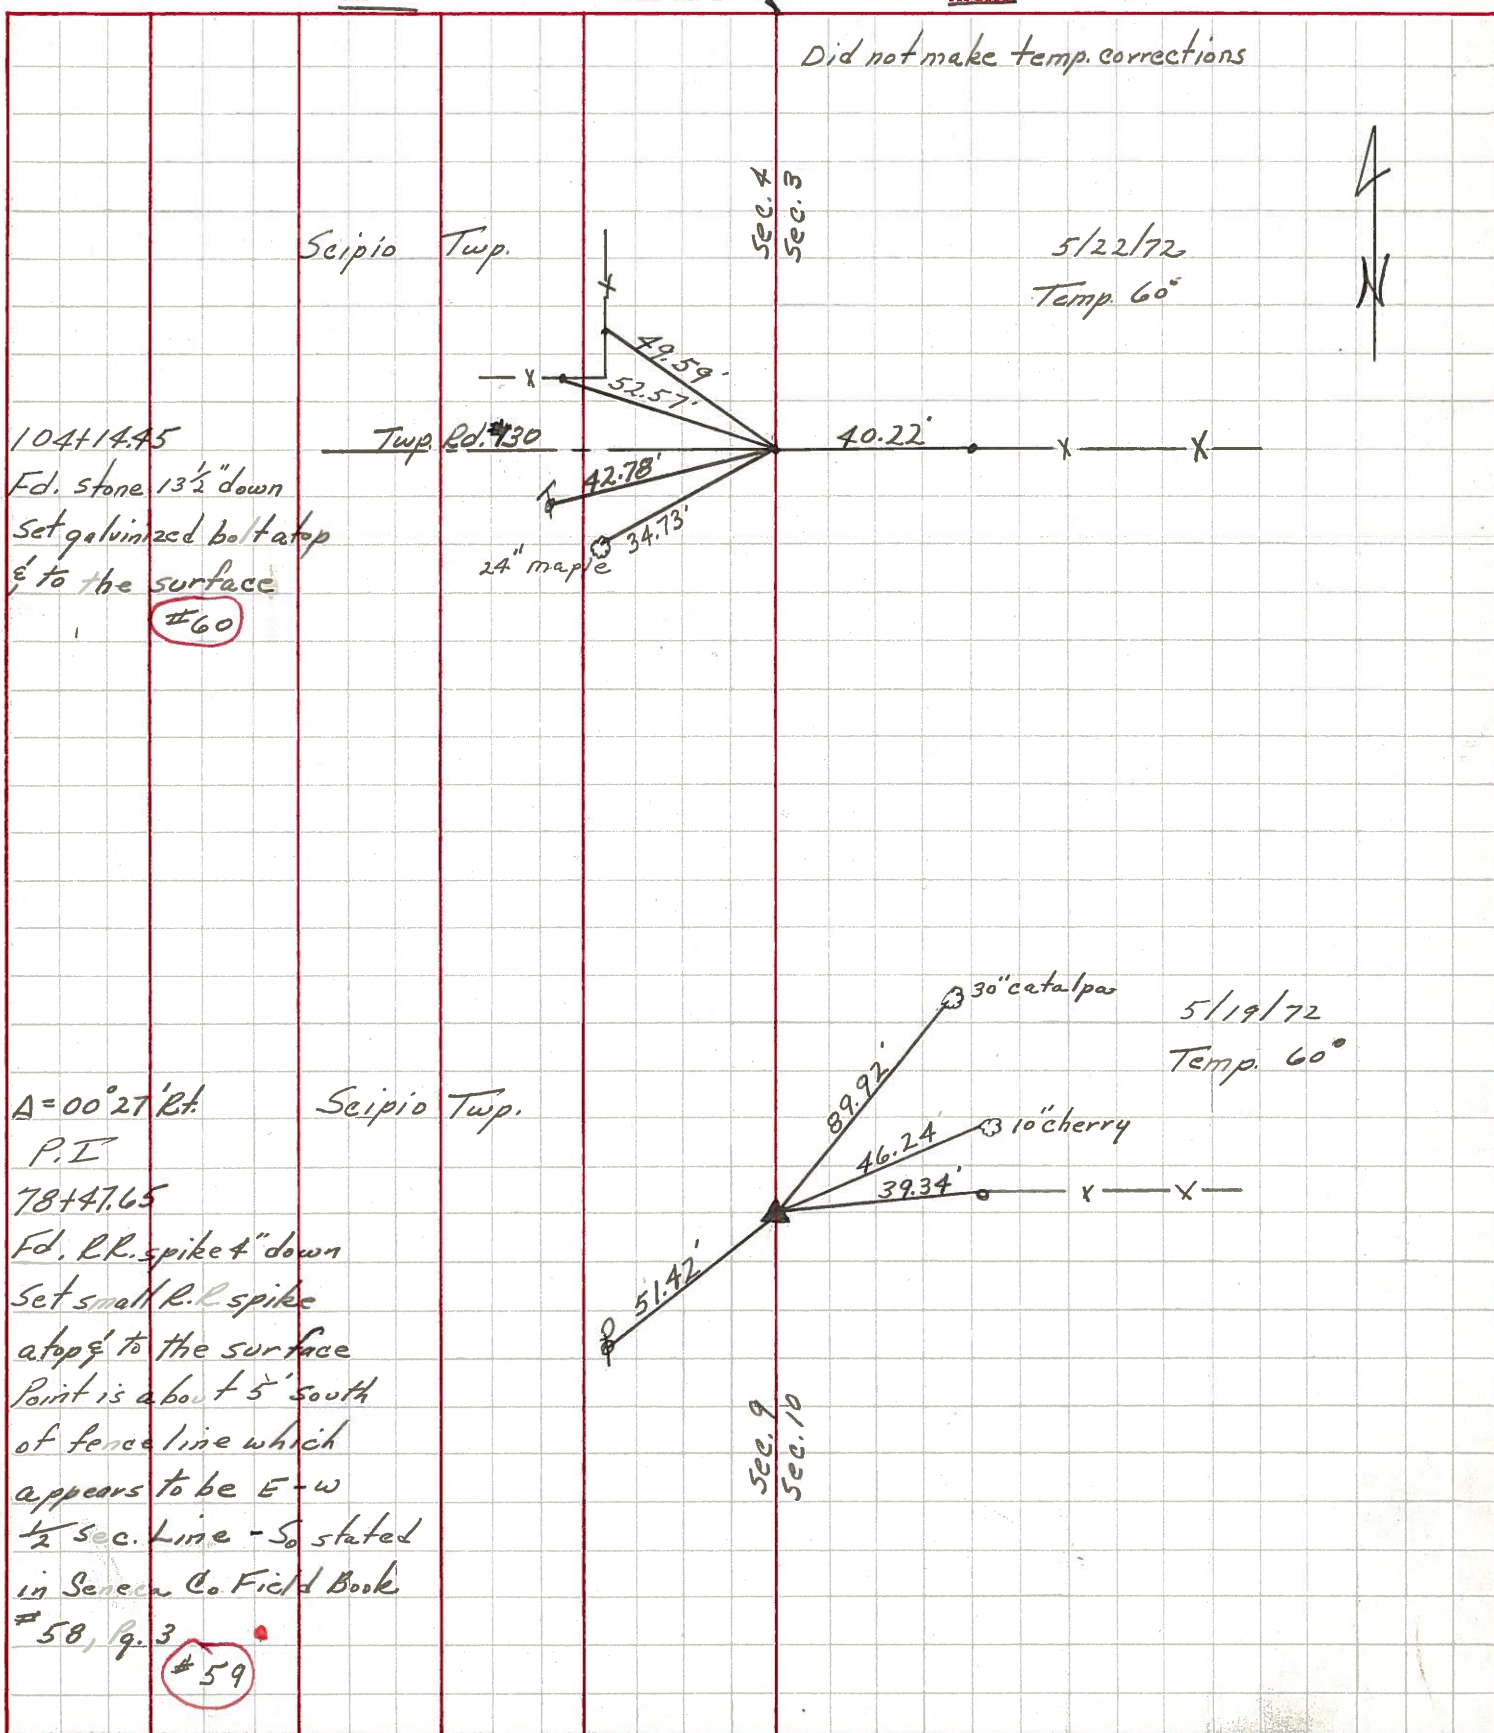 Did not make temp. corrections
Sec. 4
Sec. 3
Scipio Twp.
5/22/72
Temp. 60°
N
49.59'
52.57'
104+14.45
Twp. Rd. #130
40.22'
Fd. stone 13½" down
42.78'
set galvinized bolt atop
34.73'
24" maple
& to the surface
#60
30" catalpa
5/19/72
Temp. 60°
89.92'
Δ=00°27' Rt.
Scipio Twp.
10" cherry
P.I
46.24'
78+47.65
39.34'
Fd. RR. spike 4" down
Set small R.R spike
51.42'
atop & to the surface
Point is about 5' south
Sec. 9
Sec. 10
of fence line which
appears to be E-W
½ Sec. Line - So stated
in Seneca Co. Field Book
#58, Pg. 3
#59